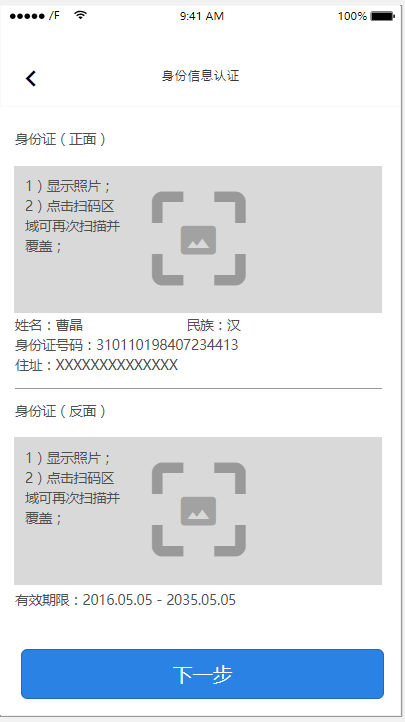 ●●●●● /F 9:41 AM 100%
身份信息认证
身份证（正面）
1）显示照片；
2）点击扫码区
域可再次扫描并
覆盖；
姓名：曹晶 民族：汉
身份证号码：310110198407234413
住址：XXXXXXXXXXXXXX
身份证（反面）
1）显示照片；
2）点击扫码区
域可再次扫描并
覆盖；
有效期限：2016.05.05 - 2035.05.05
下一步